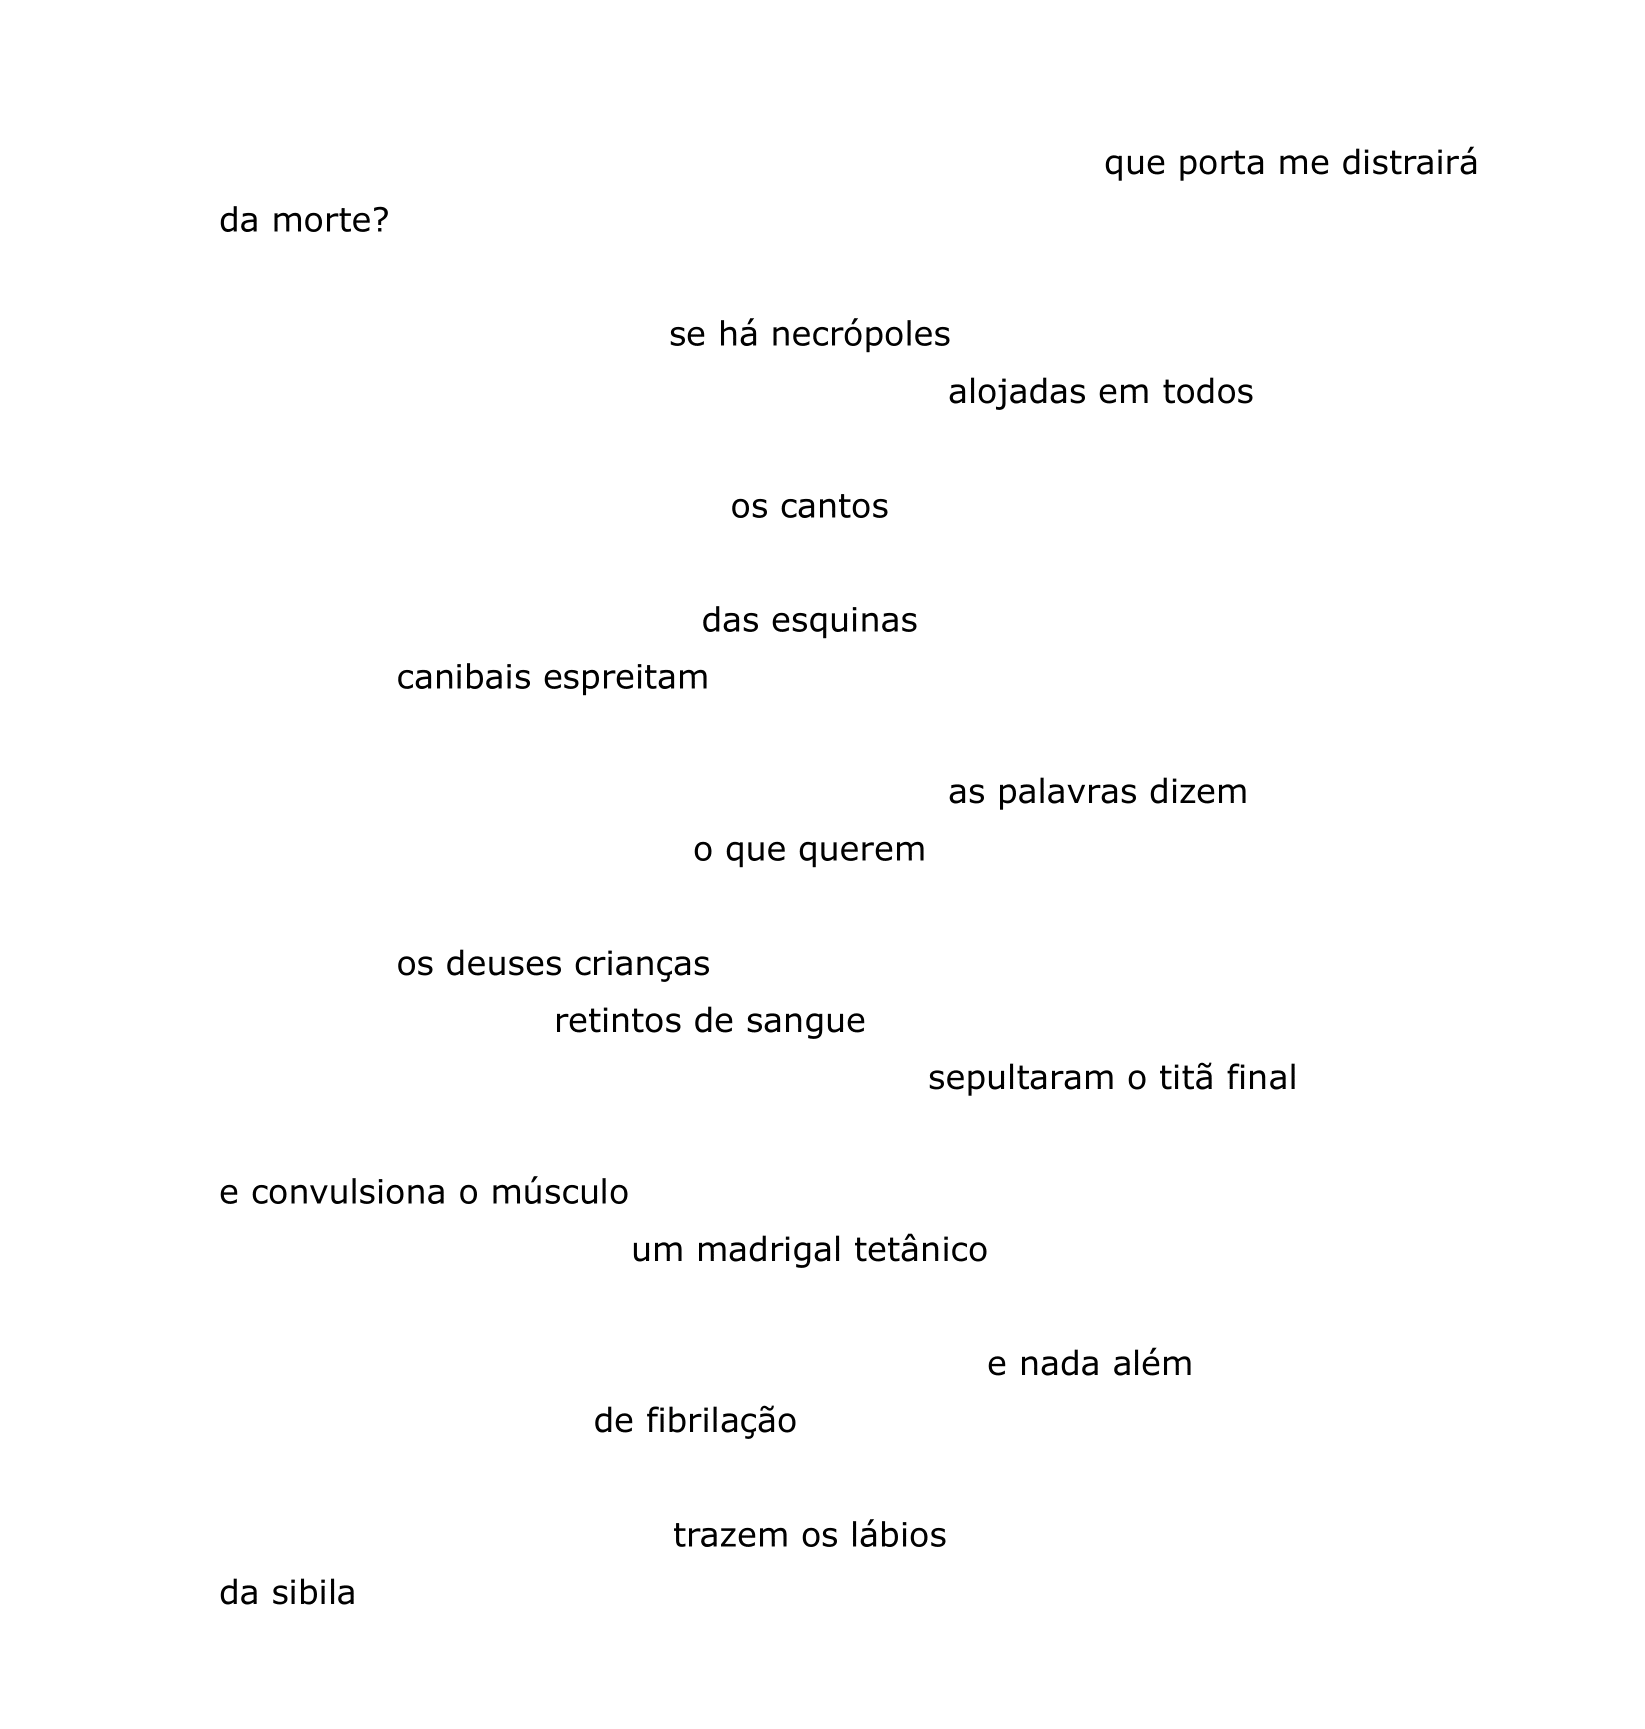 que porta me distrairá
da morte?
se há necrópoles
alojadas em todos
os cantos
das esquinas
canibais espreitam
as palavras dizem
o que querem
os deuses crianças
retintos de sangue
sepultaram o titã final
e convulsiona o músculo
um madrigal tetânico
e nada além
de fibrilação
trazem os lábios
da sibila